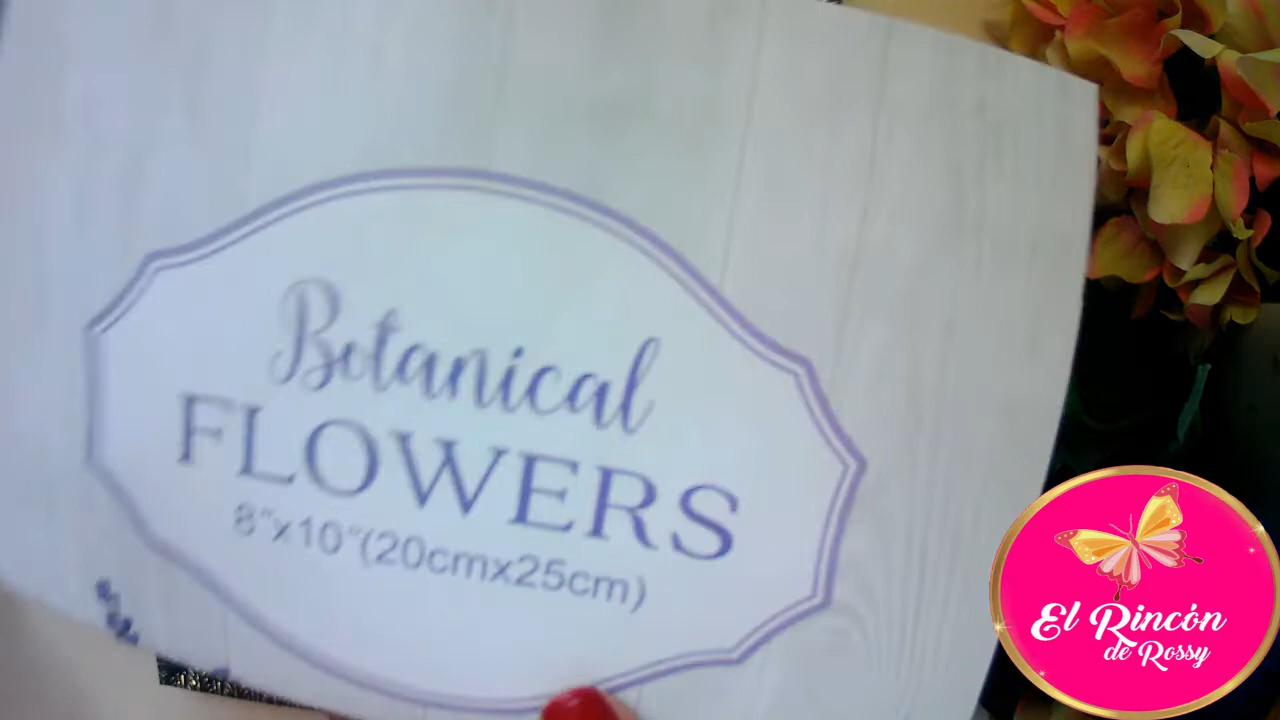 Botanical
FLOWERS
8"x10"(20cmx25cm)
El Rincón
de Rossy